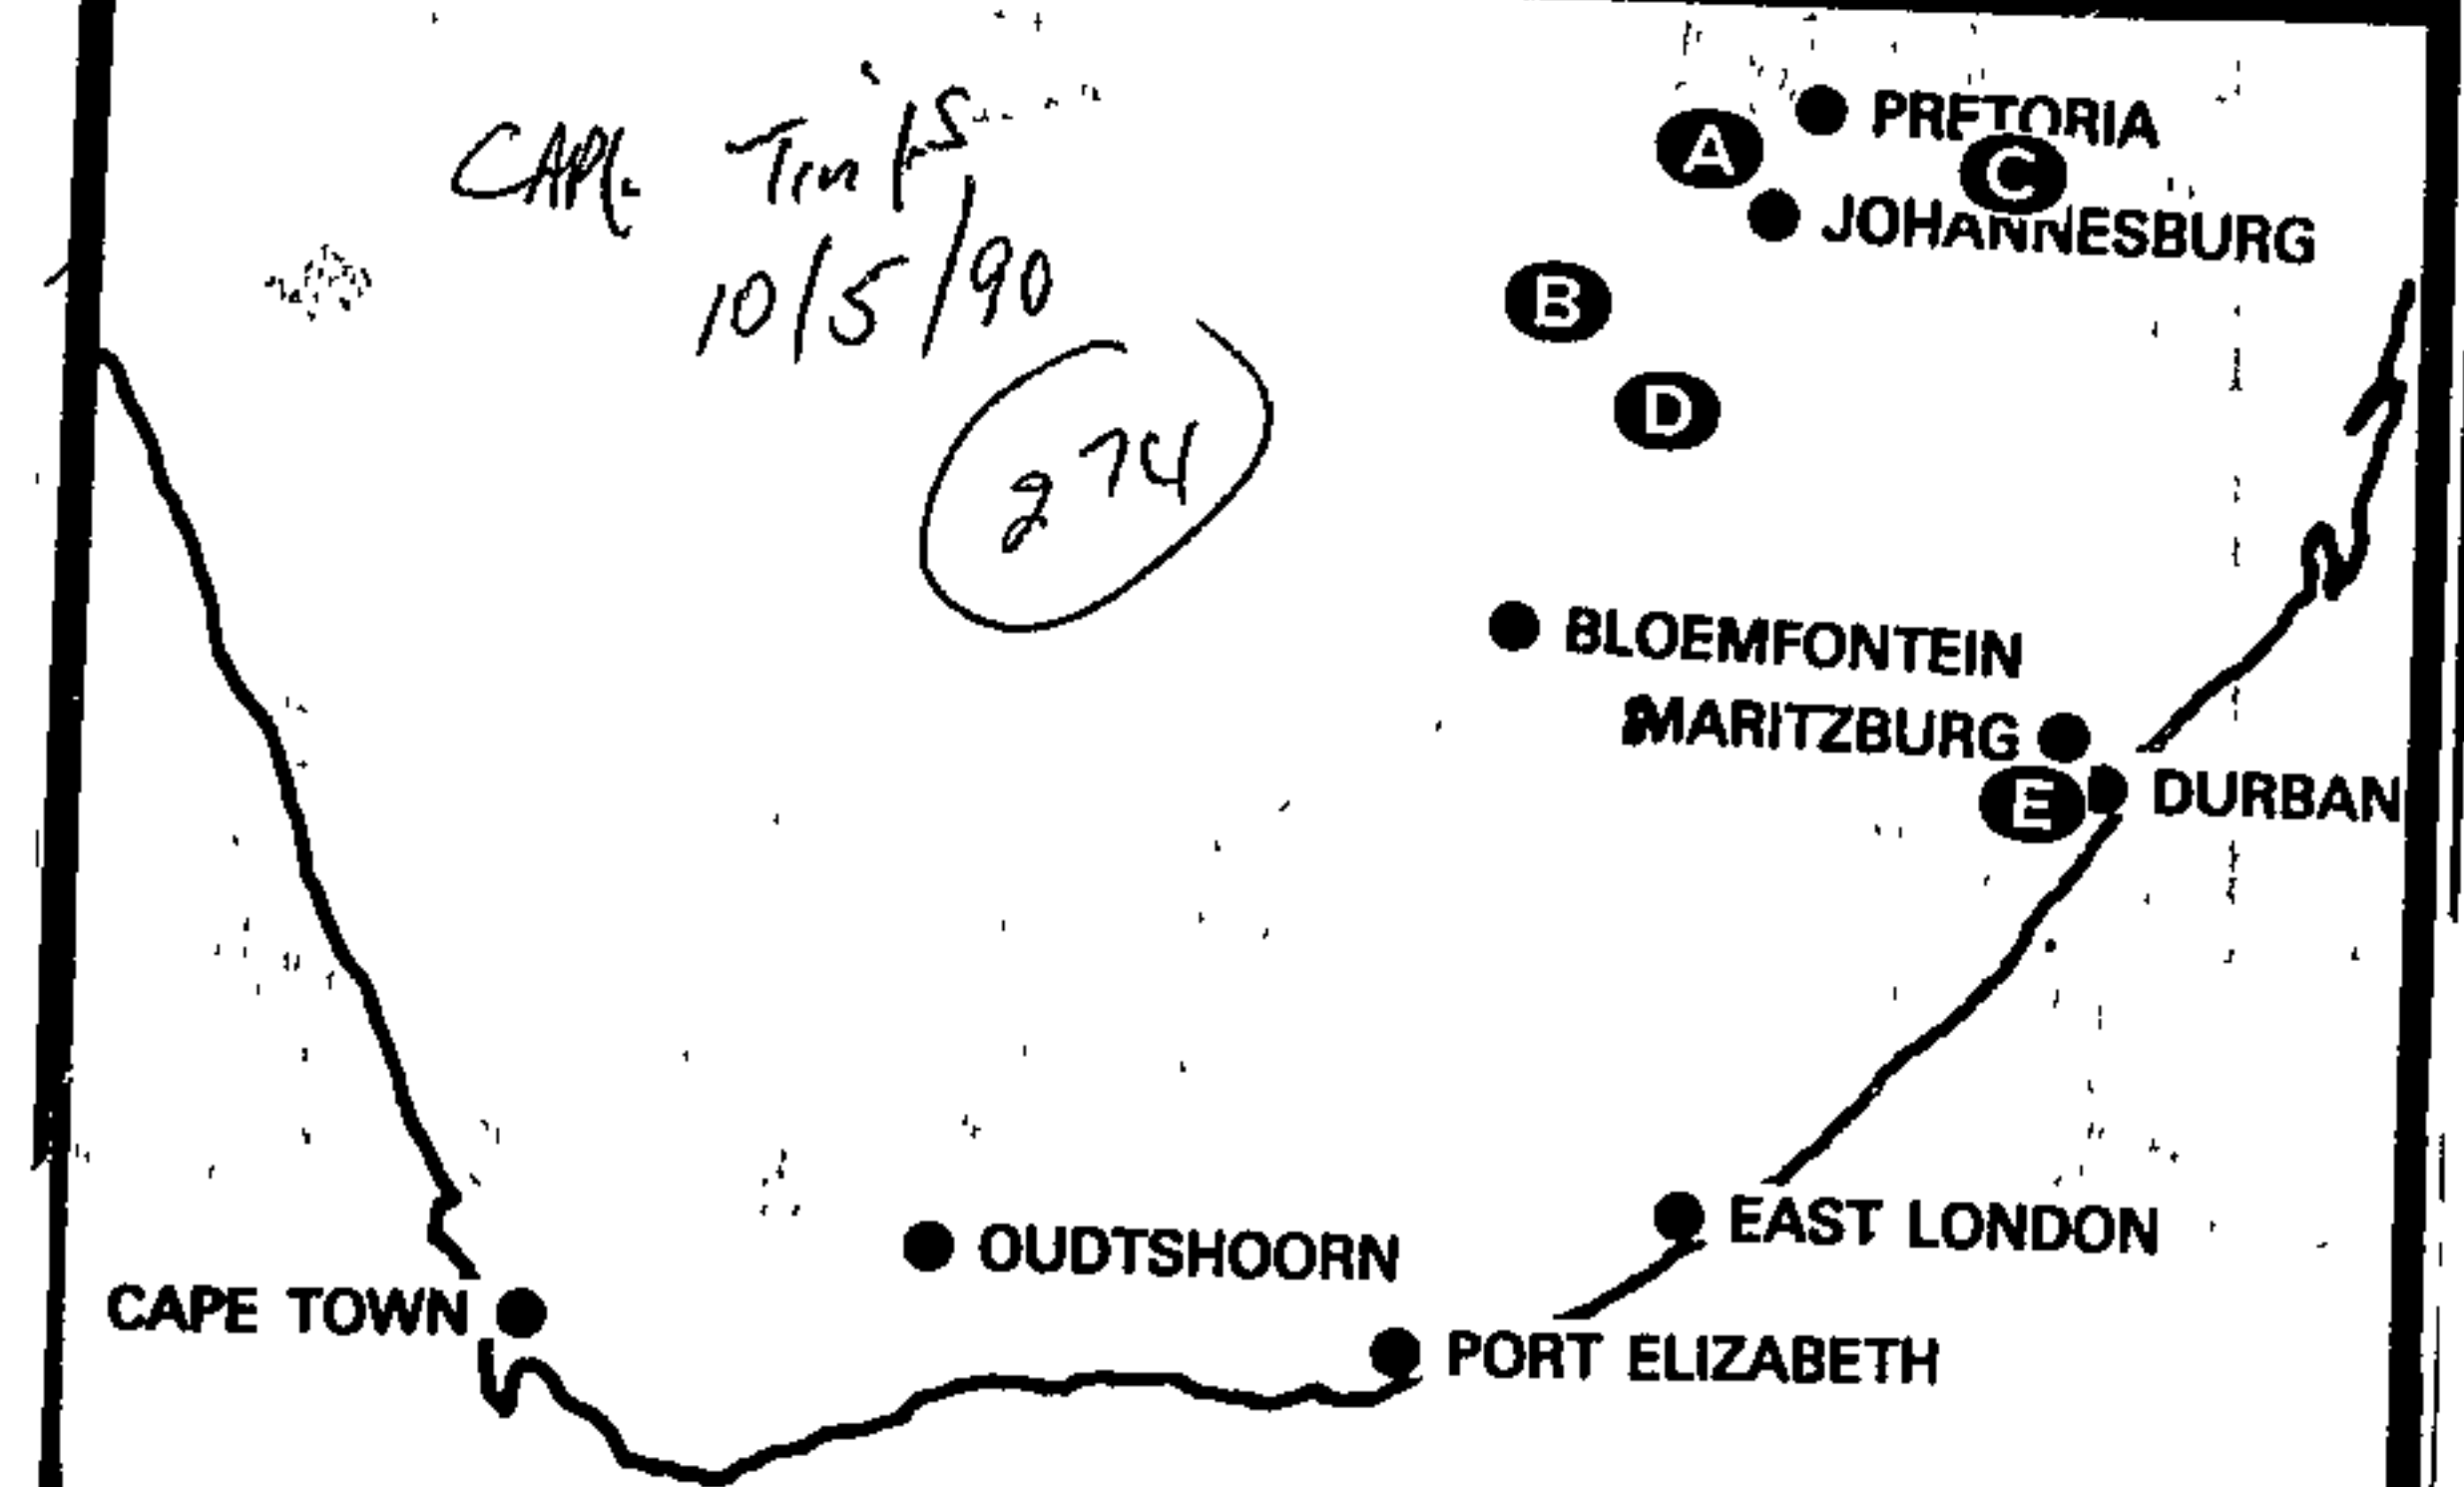 CAPE Times
10/5/90
274
PRETORIA
A
C
JOHANNESBURG
B
D
BLOEMFONTEIN
MARITZBURG
E DURBAN
OUDTSHOORN
EAST LONDON
CAPE TOWN
PORT ELIZABETH